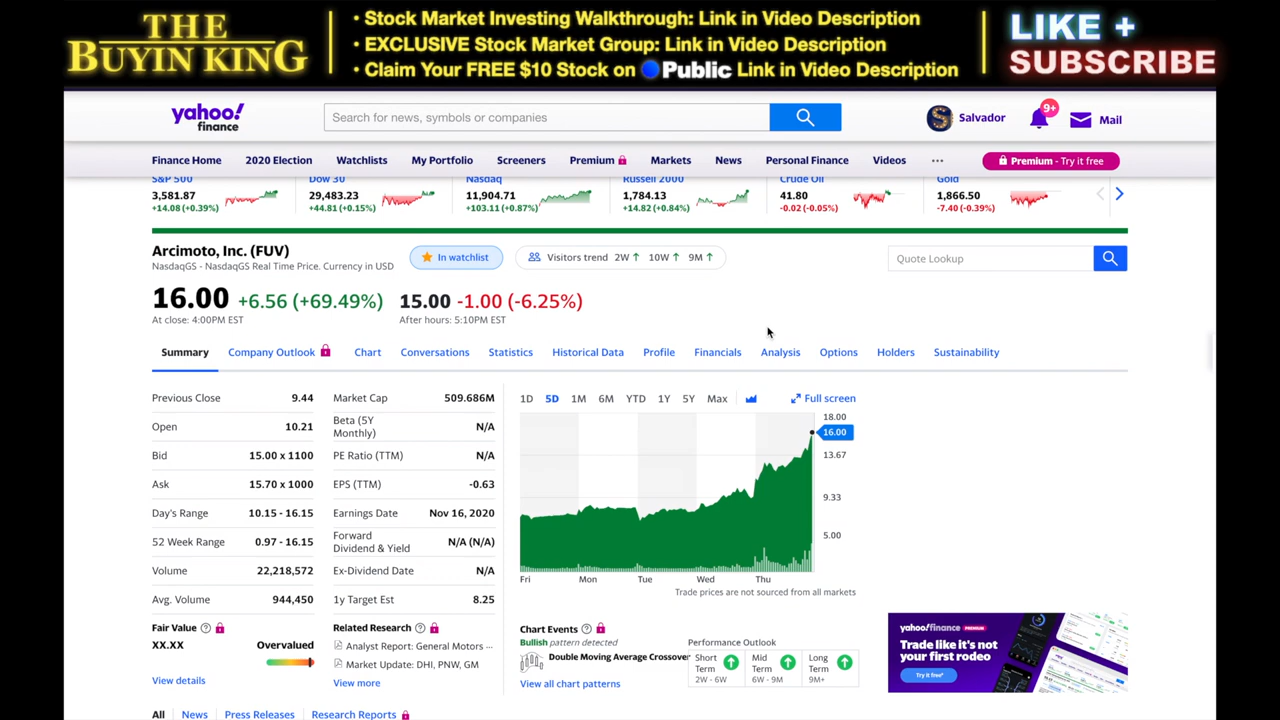 THE
BUYIN KING
• Stock Market Investing Walkthrough: Link in Video Description
• EXCLUSIVE Stock Market Group: Link in Video Description
• Claim Your FREE $10 Stock on Public Link in Video Description
LIKE +
SUBSCRIBE
yahoo!
finance
Search for news, symbols or companies
Salvador
9+
Mail
Finance Home 2020 Election Watchlists My Portfolio Screeners Premium Markets News Personal Finance Videos ... Premium - Try it free
S&P 500 Dow 30 Nasdaq Russell 2000 Crude Oil Gold
3,581.87 29,483.23 11,904.71 1,784.13 41.80 1,866.50
+14.08 (+0.39%) +44.81 (+0.15%) +103.11 (+0.87%) +14.82 (+0.84%) -0.02 (-0.05%) -7.40 (-0.39%)
Arcimoto, Inc. (FUV)
NasdaqGS - NasdaqGS Real Time Price. Currency in USD
In watchlist
Visitors trend 2W ↑ 10W ↑ 9M ↑
Quote Lookup
16.00 +6.56 (+69.49%) 15.00 -1.00 (-6.25%)
At close: 4:00PM EST After hours: 5:10PM EST
Summary Company Outlook Chart Conversations Statistics Historical Data Profile Financials Analysis Options Holders Sustainability
Previous Close 9.44
Open 10.21
Bid 15.00 x 1100
Ask 15.70 x 1000
Day's Range 10.15 - 16.15
52 Week Range 0.97 - 16.15
Volume 22,218,572
Avg. Volume 944,450
Market Cap 509.686M
Beta (5Y
Monthly) N/A
PE Ratio (TTM) N/A
EPS (TTM) -0.63
Earnings Date Nov 16, 2020
Forward
Dividend & Yield N/A (N/A)
Ex-Dividend Date N/A
1y Target Est 8.25
1D 5D 1M 6M YTD 1Y 5Y Max Full screen
18.00
16.00
13.67
9.33
5.00
Fri Mon Tue Wed Thu
Trade prices are not sourced from all markets
Fair Value
XX.XX Overvalued
View details
Related Research
Analyst Report: General Motors ...
Market Update: DHI, PNW, GM
View more
Chart Events
Bullish pattern detected
Double Moving Average Crossover
View all chart patterns
Performance Outlook
Short
Term
2W - 6W
Mid
Term
6W - 9M
Long
Term
9M+
yahoo!finance PREMIUM
Trade like it's not
your first rodeo
Try it free*
All News Press Releases Research Reports